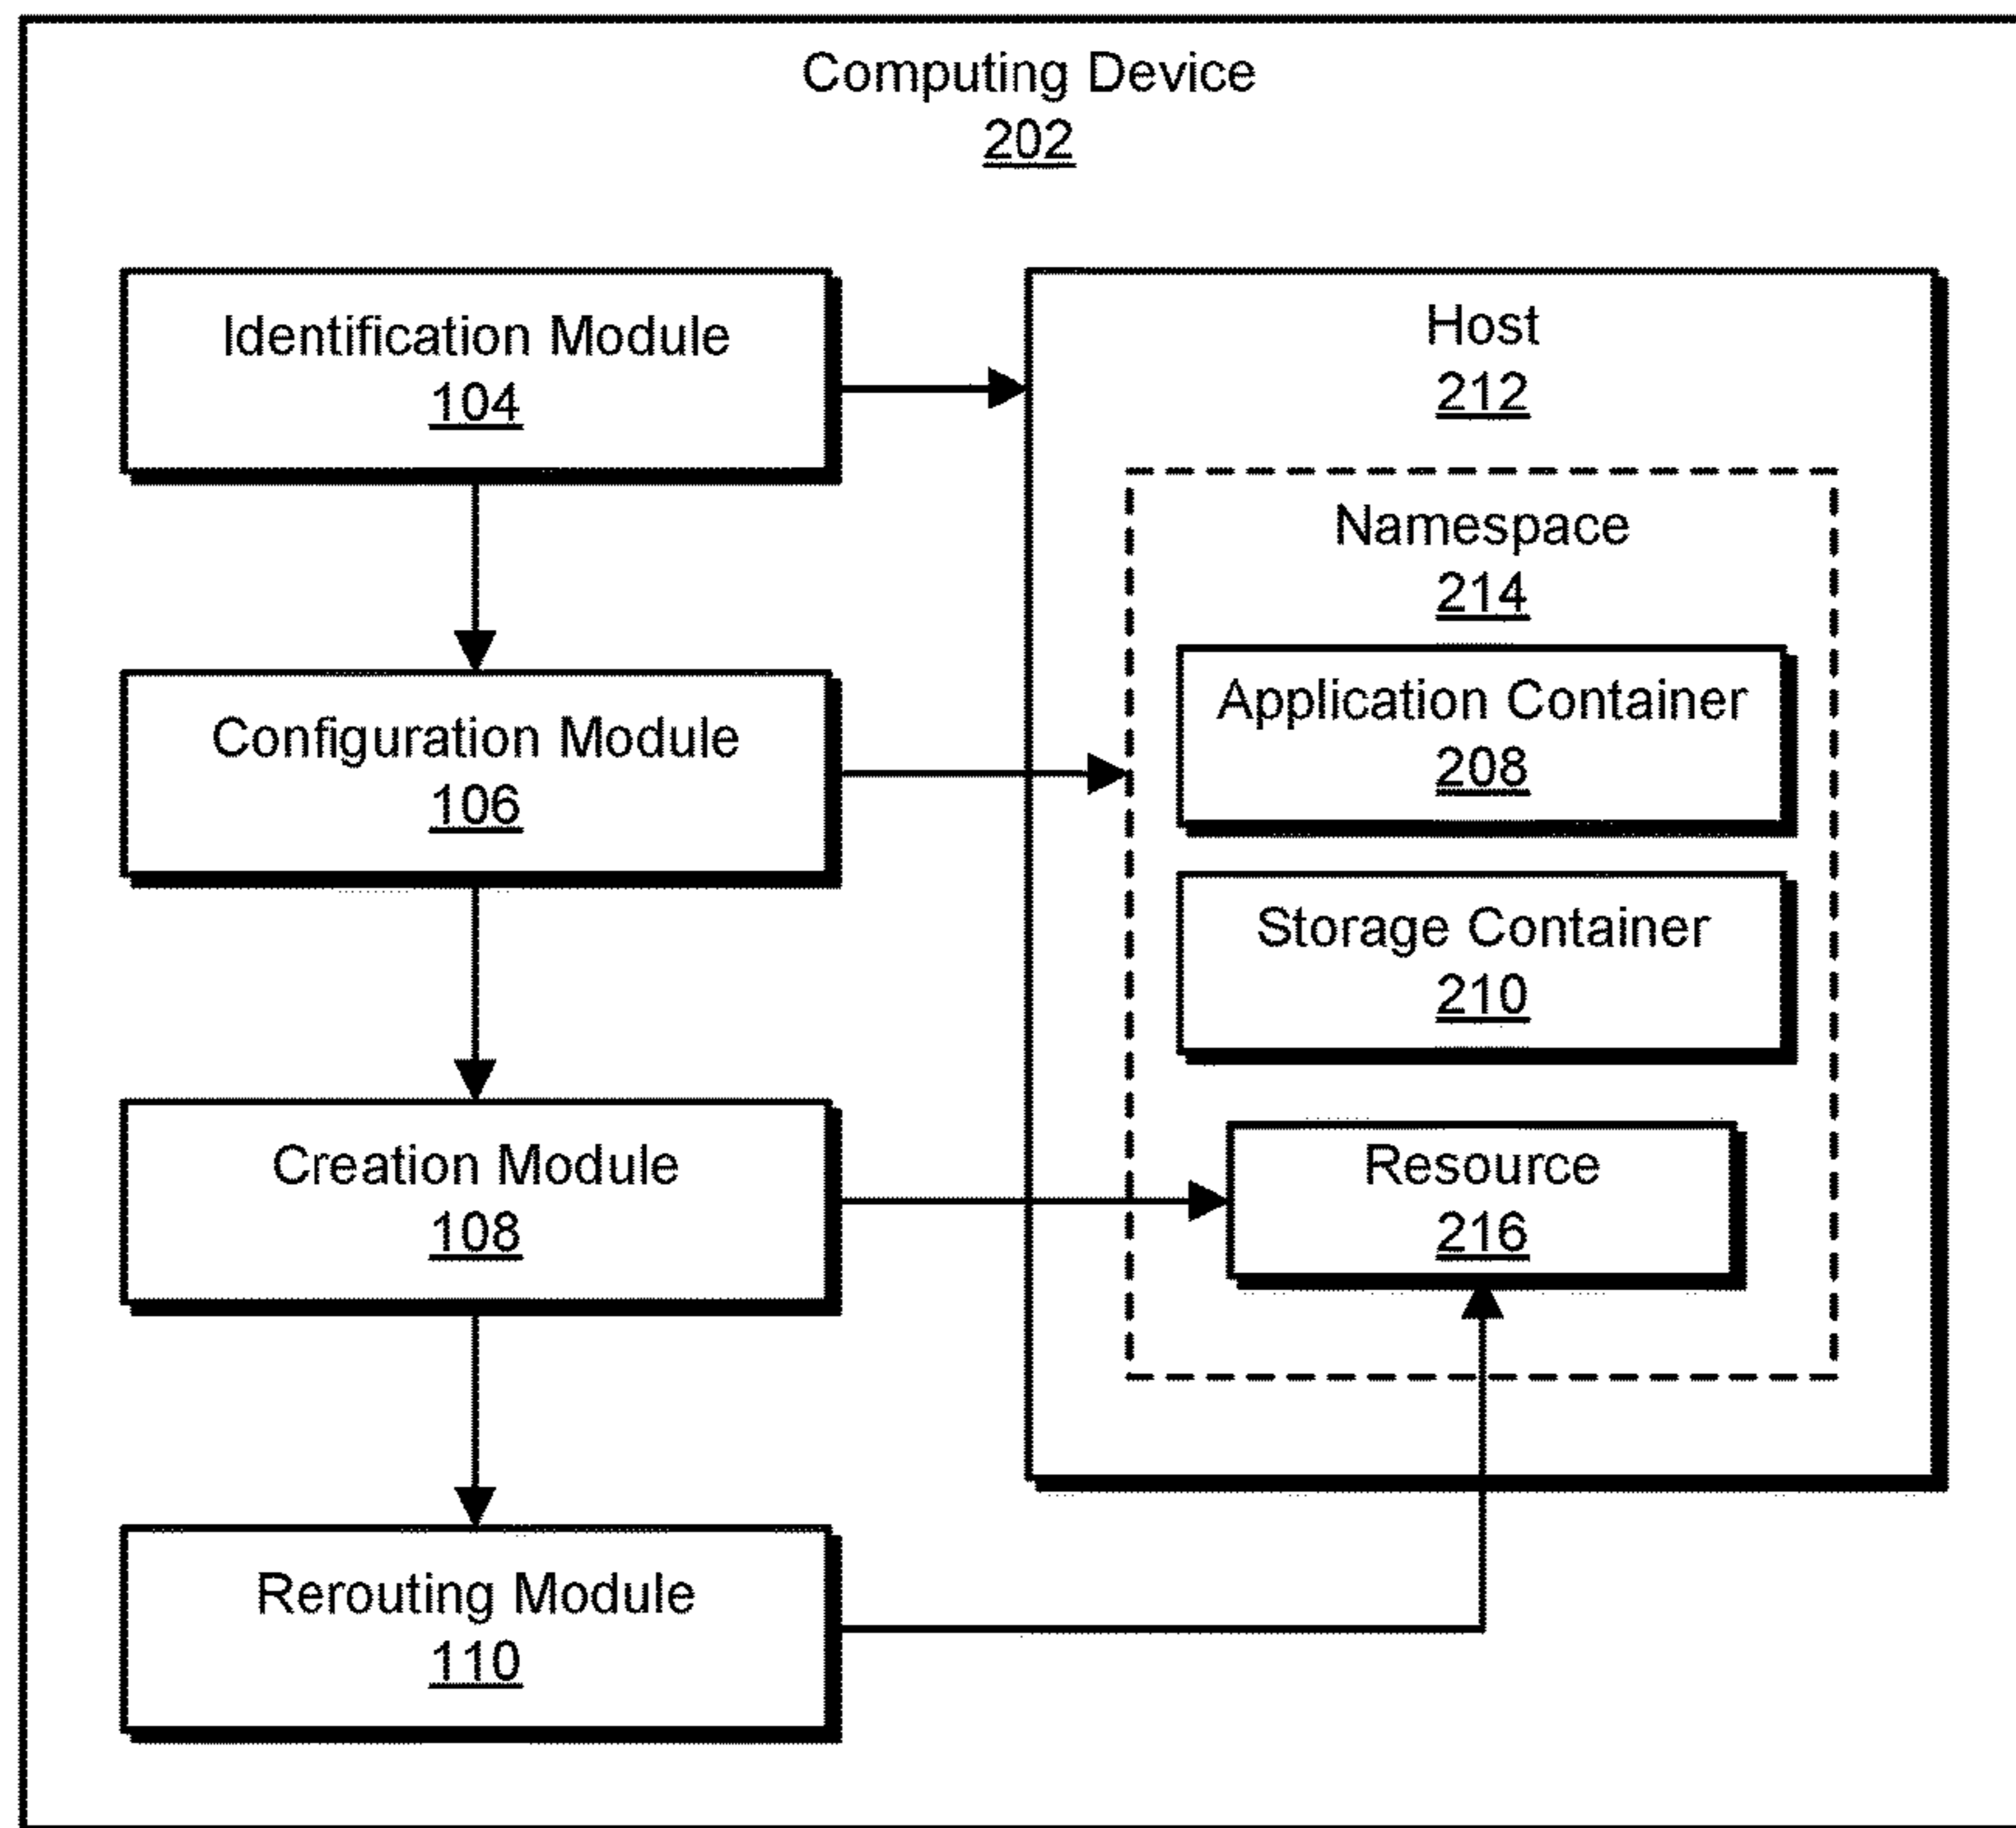 Computing Device
202
Identification Module
104
Configuration Module
106
Creation Module
108
Rerouting Module
110
Host
212
Namespace
214
Application Container
208
Storage Container
210
Resource
216